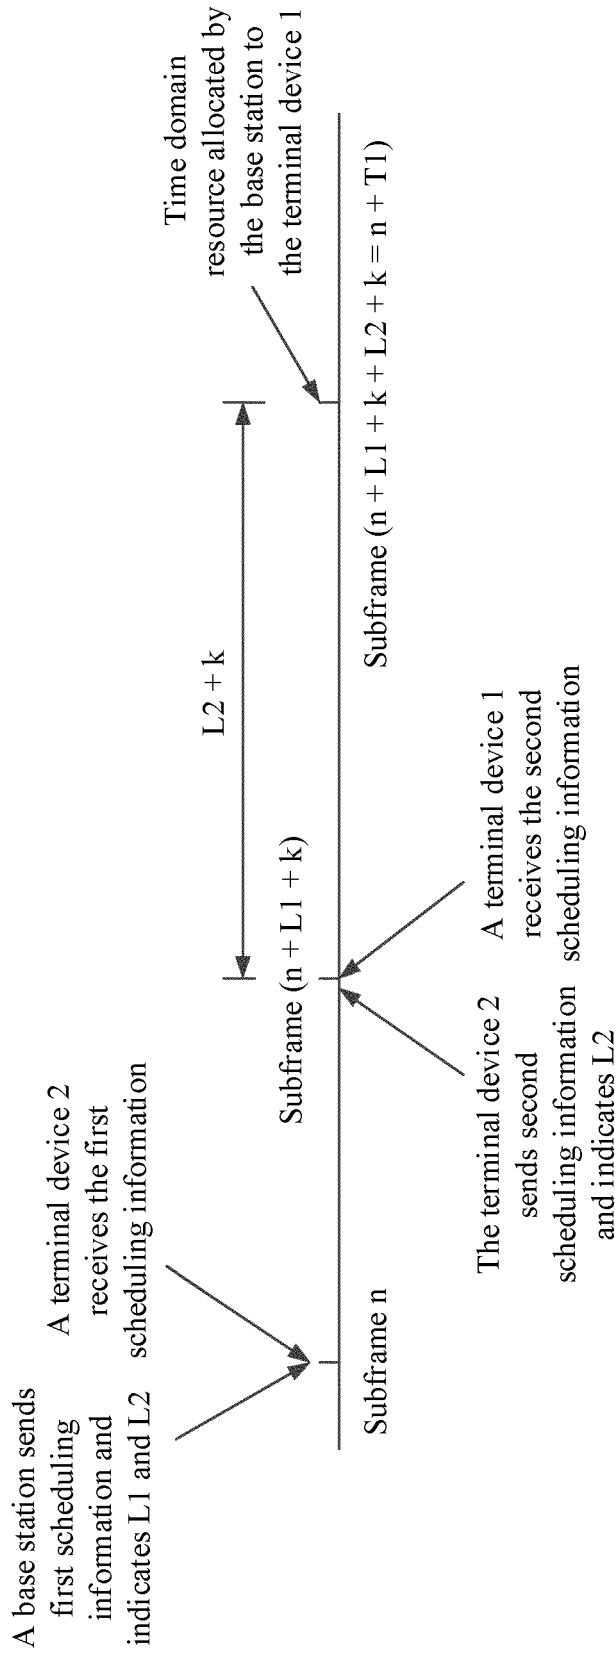 A base station sends
first scheduling
information and
indicates L1 and L2
A terminal device 2
receives the first
scheduling information
Subframe n
Subframe (n + L1 + k)
The terminal device 2
sends second
scheduling information
and indicates L2
A terminal device 1
receives the second
scheduling information
L2 + k
Time domain
resource allocated by
the base station to
the terminal device 1
Subframe (n + L1 + k + L2 + k = n + T1)